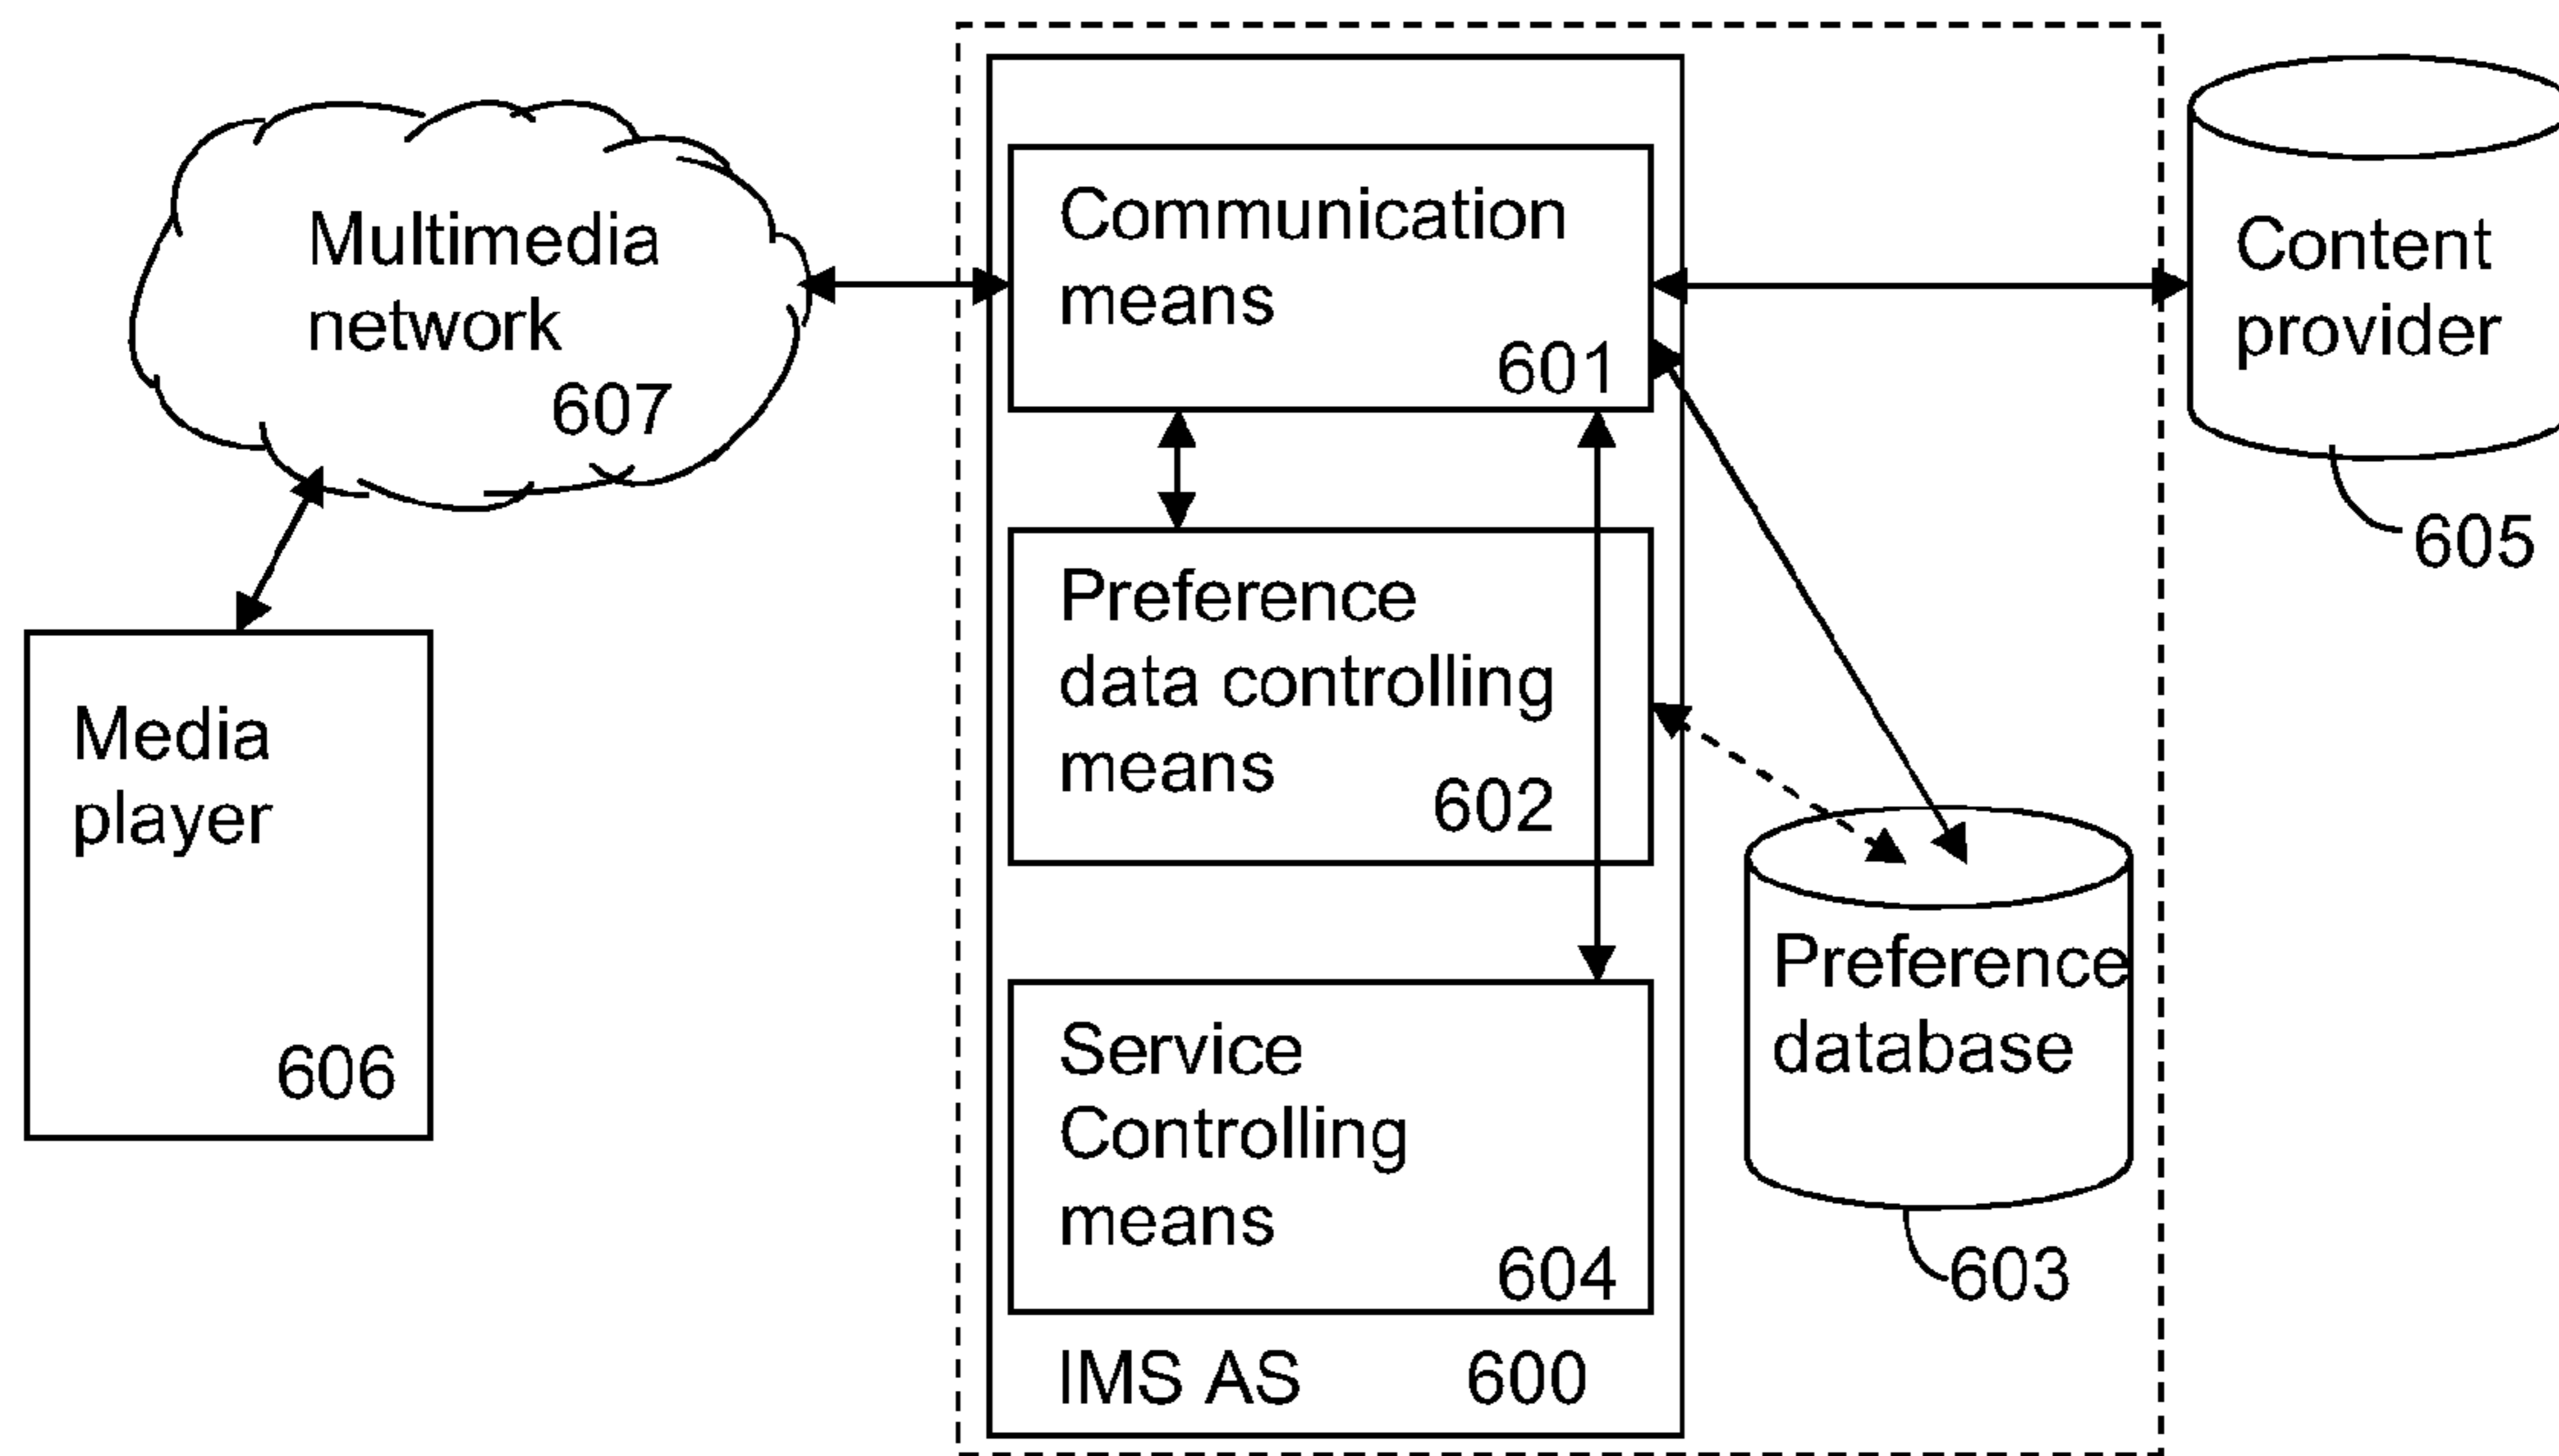 Multimedia
network
607
Media
player
606
Communication
means
601
Preference
data controlling
means
602
Service
Controlling
means
604
IMS AS 600
Content
provider
605
Preference
database
603